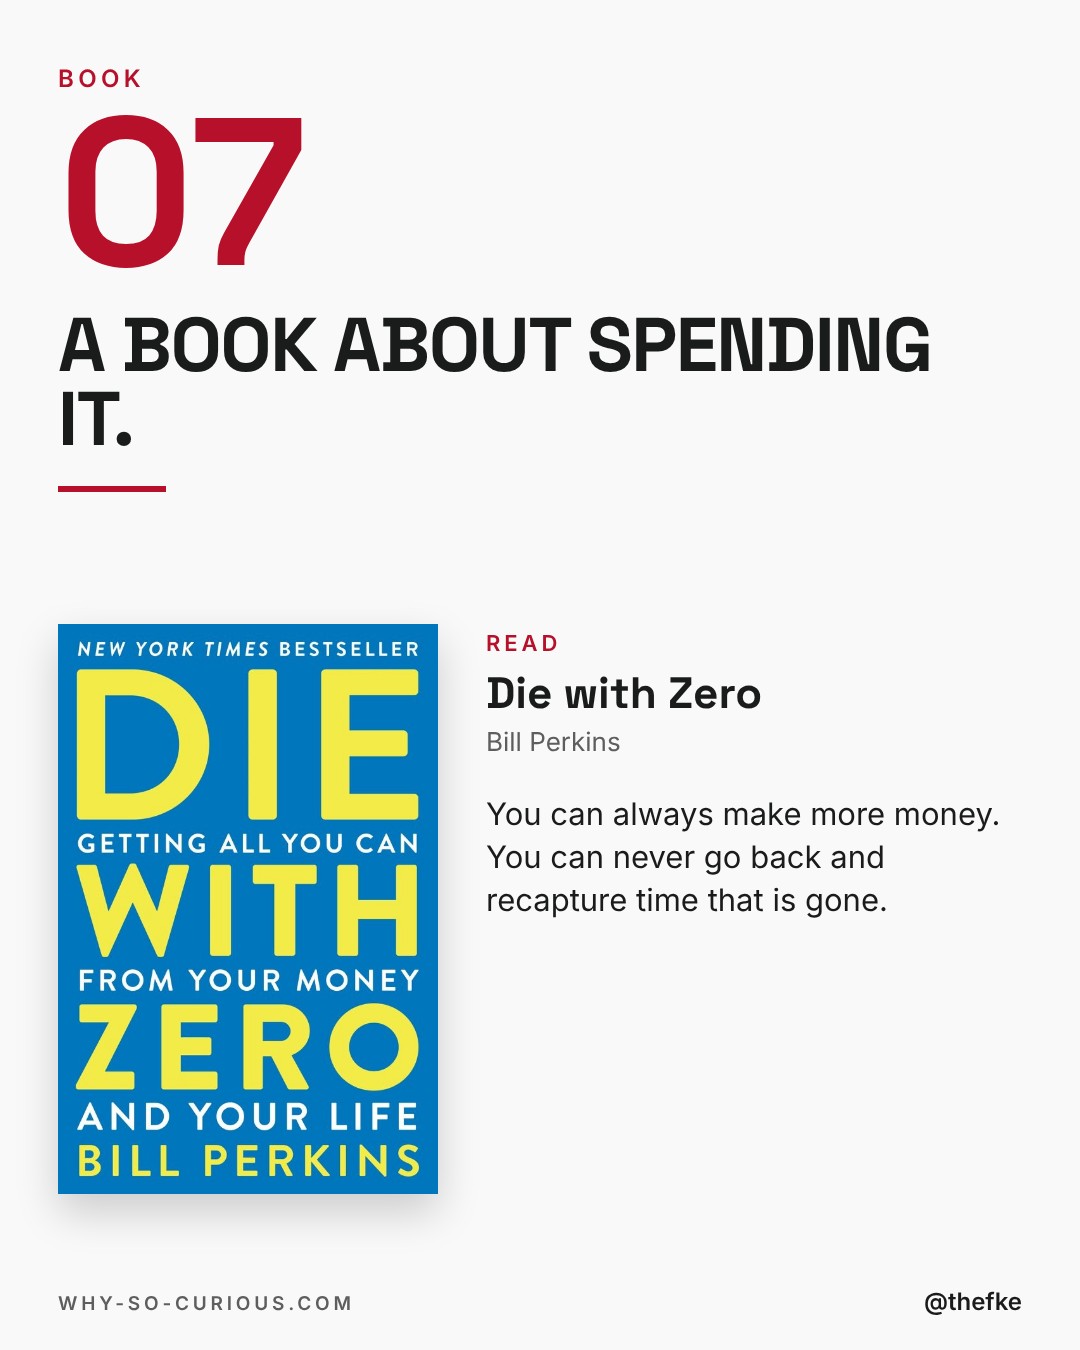 BOOK
07
A BOOK ABOUT SPENDING
IT.
NEW YORK TIMES BESTSELLER
DIE
GETTING ALL YOU CAN
WITH
FROM YOUR MONEY
ZERO
AND YOUR LIFE
BILL PERKINS
READ
Die with Zero
Bill Perkins
You can always make more money.
You can never go back and
recapture time that is gone.
WHY-SO-CURIOUS.COM
@thefke